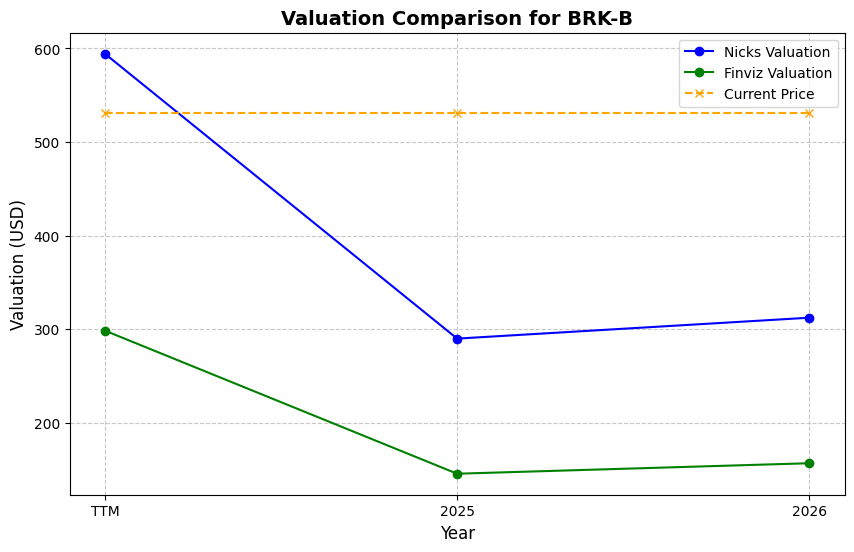 Valuation Comparison for BRK-B
Nicks Valuation
Finviz Valuation
Current Price
Valuation (USD)
600
500
400
300
200
TTM
2025
2026
Year